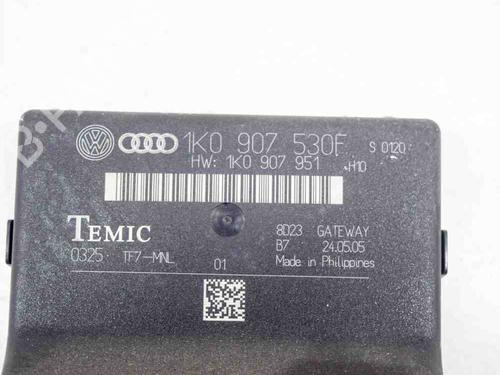 1K0 907 530F S 0120
HW: 1K0 907 951 H10
TEMIC
8D23 GATEWAY
B7 24.05.05
0325 TF7-MNL 01 Made in Philippines